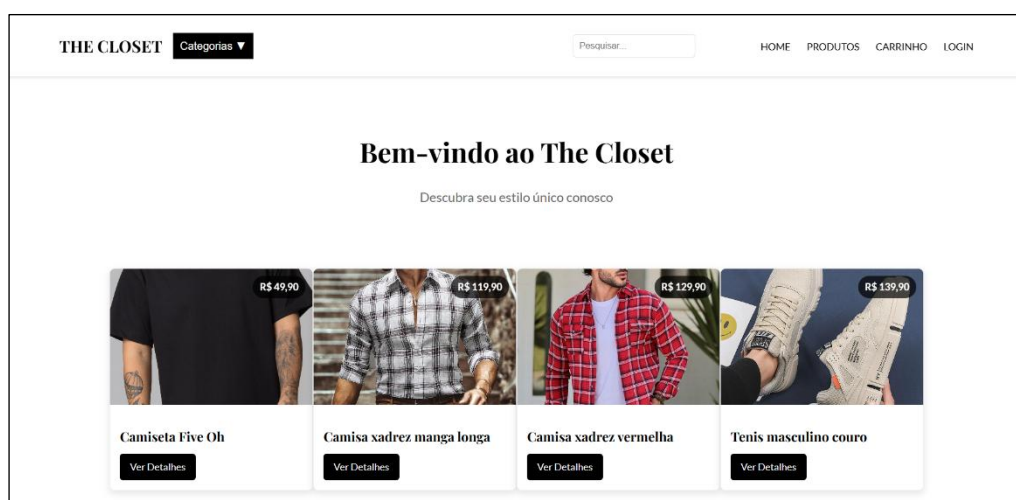 THE CLOSET Categorias ▼ Pesquisar... HOME PRODUTOS CARRINHO LOGIN
Bem-vindo ao The Closet
Descubra seu estilo único conosco
R$ 49,90 R$ 119,90 R$ 129,90 R$ 139,90
Camiseta Five Oh Camisa xadrez manga longa Camisa xadrez vermelha Tenis masculino couro
Ver Detalhes Ver Detalhes Ver Detalhes Ver Detalhes